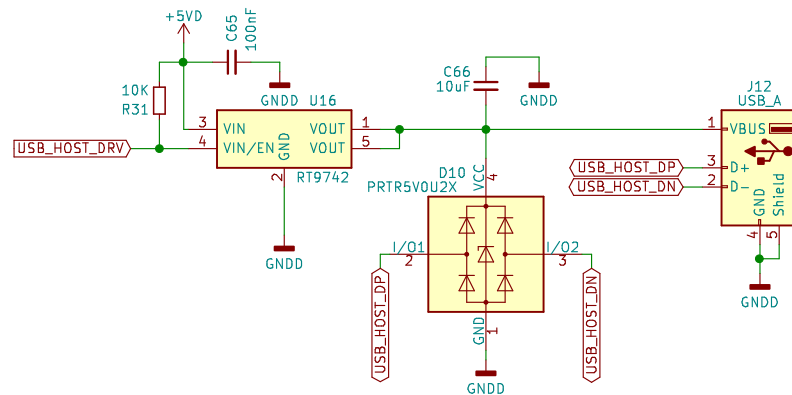 +5VD
C65
100nF
10K
R31
GNDD
U16
C66
10uF
GNDD
J12
USB_A
3
VIN
VOUT
1
USB_HOST_DRV
4
VIN/EN
GND
VOUT
5
2
RT9742
1
VBUS
USB_HOST_DP
3
D+
USB_HOST_DN
2
D-
GND
Shield
4
5
D10
PRTR5V0U2X
VCC
4
I/O1
2
I/O2
3
GNDD
USB_HOST_DP
USB_HOST_DN
GND
1
GNDD
GNDD